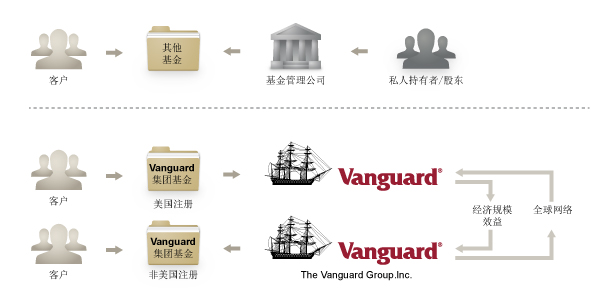 其他
基金
客户
基金管理公司
私人持有者/股东
Vanguard
集团基金
Vanguard®
客户
美国注册
经济规模
效益
全球网络
Vanguard
集团基金
Vanguard®
客户
非美国注册
The Vanguard Group.Inc.